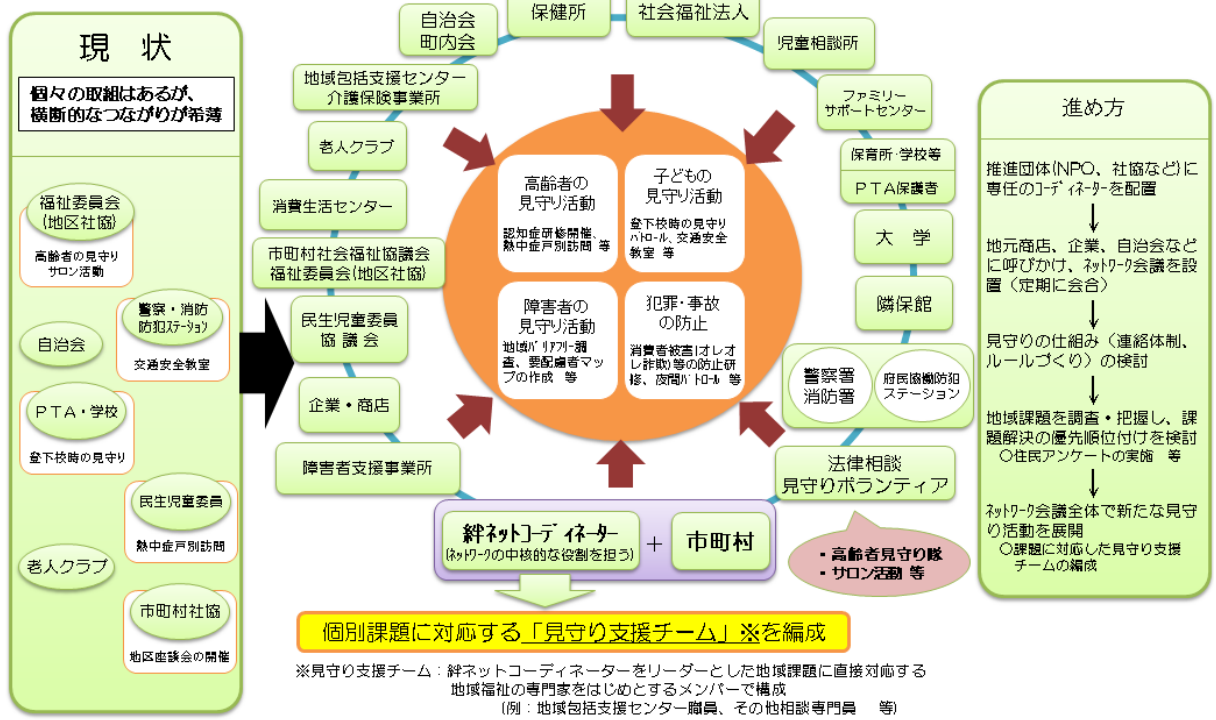 現　状
個々の取組はあるが、
横断的なつながりが希薄
福祉委員会
(地区社協)
高齢者の見守り
サロン活動
警察・消防
防犯ステーション
交通安全教室
自治会
ＰＴＡ・学校
登下校時の見守り
民生児童委員
熱中症戸別訪問
老人クラブ
市町村社協
地区座談会の開催
自治会
町内会
保健所
社会福祉法人
児童相談所
地域包括支援センター
介護保険事業所
ファミリー
サポートセンター
老人クラブ
保育所・学校等
ＰＴＡ保護者
消費生活センター
大　学
市町村社会福祉協議会
福祉委員会(地区社協)
隣保館
民生児童委員
協議会
警察署
消防署
府民協働防犯
ステーション
企業・商店
障害者支援事業所
法律相談
見守りボランティア
高齢者の
見守り活動
認知症研修開催、
熱中症戸別訪問 等
子どもの
見守り活動
登下校時の見守り
パトロール、交通安全
教室 等
障害者の
見守り活動
地域バリアフリー調
査、要配慮者マッ
プの作成　等
犯罪・事故
の防止
消費者被害(オレオ
レ詐欺)等の防止研
修、夜間パトロール 等
絆ネットコーディネーター
(ネットワークの中核的な役割を担う)
＋
市町村
・高齢者見守り隊
・サロン活動 等
個別課題に対応する「見守り支援チーム」※を編成
※見守り支援チーム：絆ネットコーディネーターをリーダーとした地域課題に直接対応する
地域福祉の専門家をはじめとするメンバーで構成
(例：地域包括支援センター職員、その他相談専門員　等)
進め方
推進団体(NPO、社協など)に
専任のコーディネーターを配置
地元商店、企業、自治会など
に呼びかけ、ネットワーク会議を設
置（定期に会合）
見守りの仕組み（連絡体制、
ルールづくり）の検討
地域課題を調査・把握し、課
題解決の優先順位付けを検討
○住民アンケートの実施　等
ネットワーク会議全体で新たな見守
り活動を展開
○課題に対応した見守り支援
チームの編成